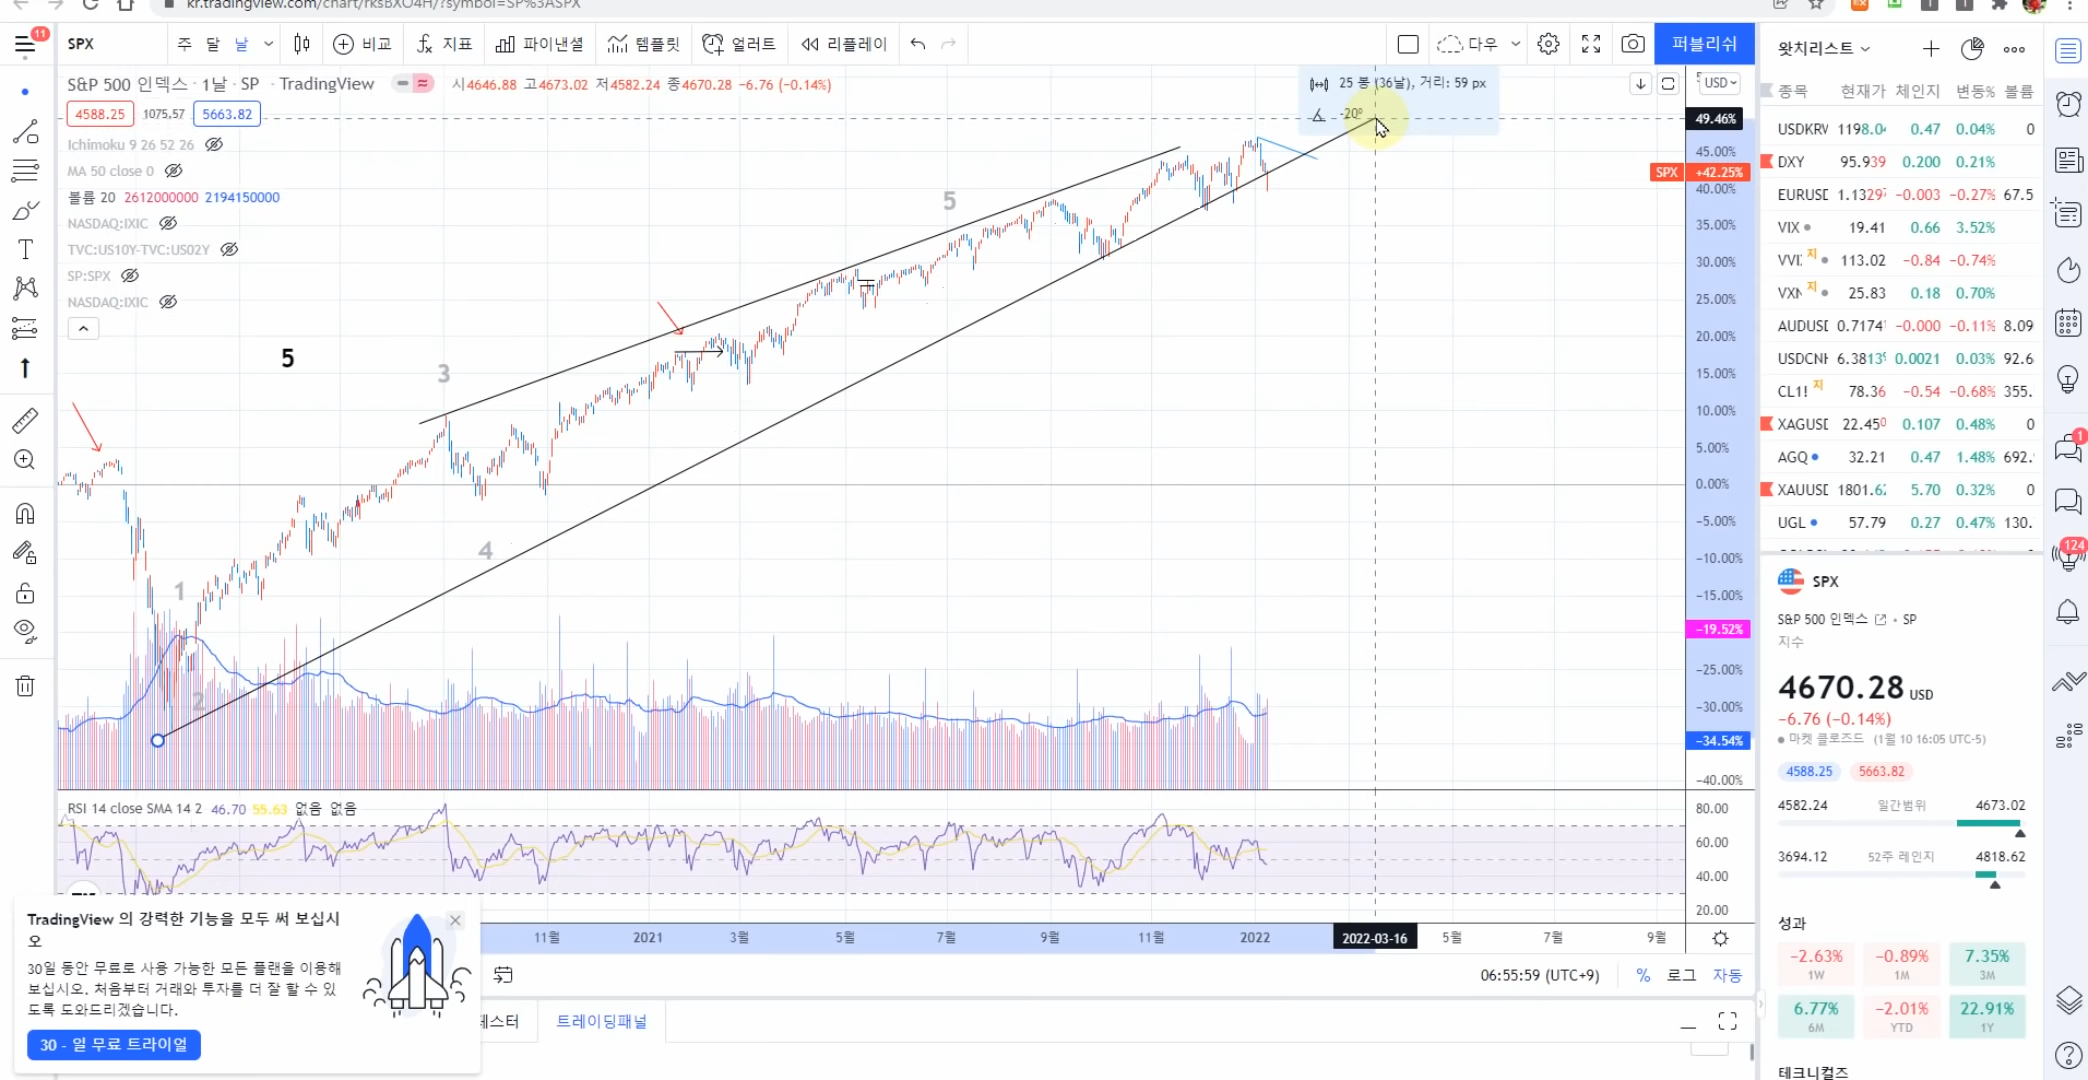 kr.tradingview.com/chart/rksBXO4H/?symbol=SP%3ASPX
11
SPX
주 달 날
비교
지표
파이낸셜
템플릿
얼러트
리플레이
다우
퍼블리쉬
S&P 500 인덱스 · 1날 · SP · TradingView
시4646.88 고4673.02 저4582.24 종4670.28 −6.76 (−0.14%)
4588.25 1075.57 5663.82
Ichimoku 9 26 52 26
MA 50 close 0
볼륨 20 2612000000 2194150000
NASDAQ:IXIC
TVC:US10Y-TVC:US02Y
SP:SPX
NASDAQ:IXIC
25 봉 (36날), 거리: 59 px
-20º
5
1
2
3
4
5
USD
49.46%
45.00%
SPX +42.25%
40.00%
35.00%
30.00%
25.00%
20.00%
15.00%
10.00%
5.00%
0.00%
−5.00%
−10.00%
−15.00%
−19.52%
−25.00%
−30.00%
−34.54%
−40.00%
RSI 14 close SMA 14 2 46.70 55.63 없음 없음
80.00
60.00
40.00
20.00
11월 2021 3월 5월 7월 9월 11월 2022 2022-03-16 5월 7월 9월
06:55:59 (UTC+9) % 로그 자동
트레이딩패널
TradingView 의 강력한 기능을 모두 써 보십시
오
30일 동안 무료로 사용 가능한 모든 플랜을 이용해
보십시오. 처음부터 거래와 투자를 더 잘 할 수 있
도록 도와드리겠습니다.
30 - 일 무료 트라이얼
왓치리스트
종목 현재가 체인지 변동% 볼륨
USDKRW 1198.04 0.47 0.04% 0
DXY 95.939 0.200 0.21%
EURUSD 1.13297 −0.003 −0.27% 67.5
VIX 19.41 0.66 3.52%
VVI 지 113.02 −0.84 −0.74%
VXN 지 25.83 0.18 0.70%
AUDUSD 0.7174 −0.000 −0.11% 8.09
USDCNH 6.3813 0.0021 0.03% 92.6
CL1! 지 78.36 −0.54 −0.68% 355.
XAGUSD 22.450 0.107 0.48% 0
AGQ 32.21 0.47 1.48% 692.
XAUUSD 1801.62 5.70 0.32% 0
UGL 57.79 0.27 0.47% 130.
SPX
S&P 500 인덱스 · SP
지수
4670.28 USD
−6.76 (−0.14%)
마켓 클로즈드 (1월 10 16:05 UTC-5)
4588.25 5663.82
4582.24 일간범위 4673.02
3694.12 52주 레인지 4818.62
성과
−2.63% −0.89% 7.35%
1W 1M 3M
6.77% −2.01% 22.91%
6M YTD 1Y
테크니컬즈
1
124